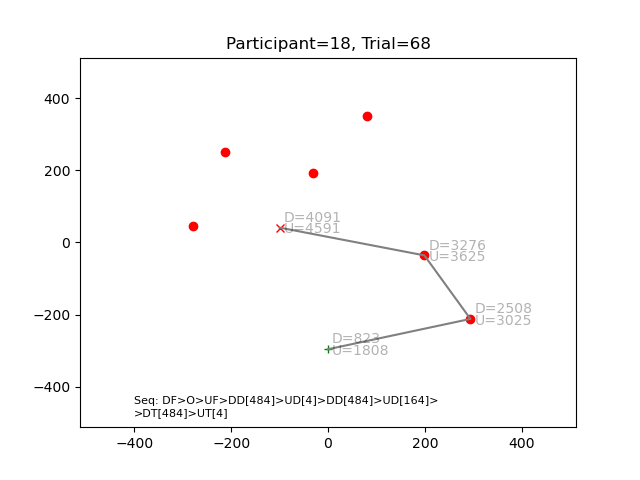 Participant=18, Trial=68
400
200
0
−200
−400
D=4091
U=4591
D=3276
U=3625
D=2508
U=3025
D=823
U=1808
Seq: DF>O>UF>DD[484]>UD[4]>DD[484]>UD[164]>
>DT[484]>UT[4]
−400
−200
0
200
400